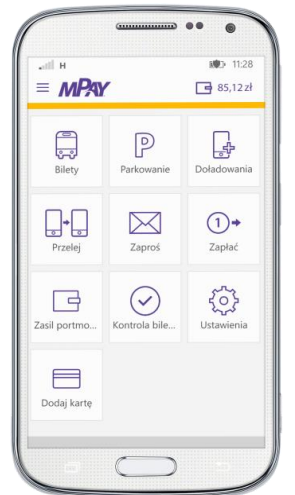 H 11:28
MPAY 85,12 zł
Bilety Parkowanie Doładowania
P
Przelej Zaproś Zapłać
1
Zasil portmo... Kontrola bile... Ustawienia
Dodaj kartę